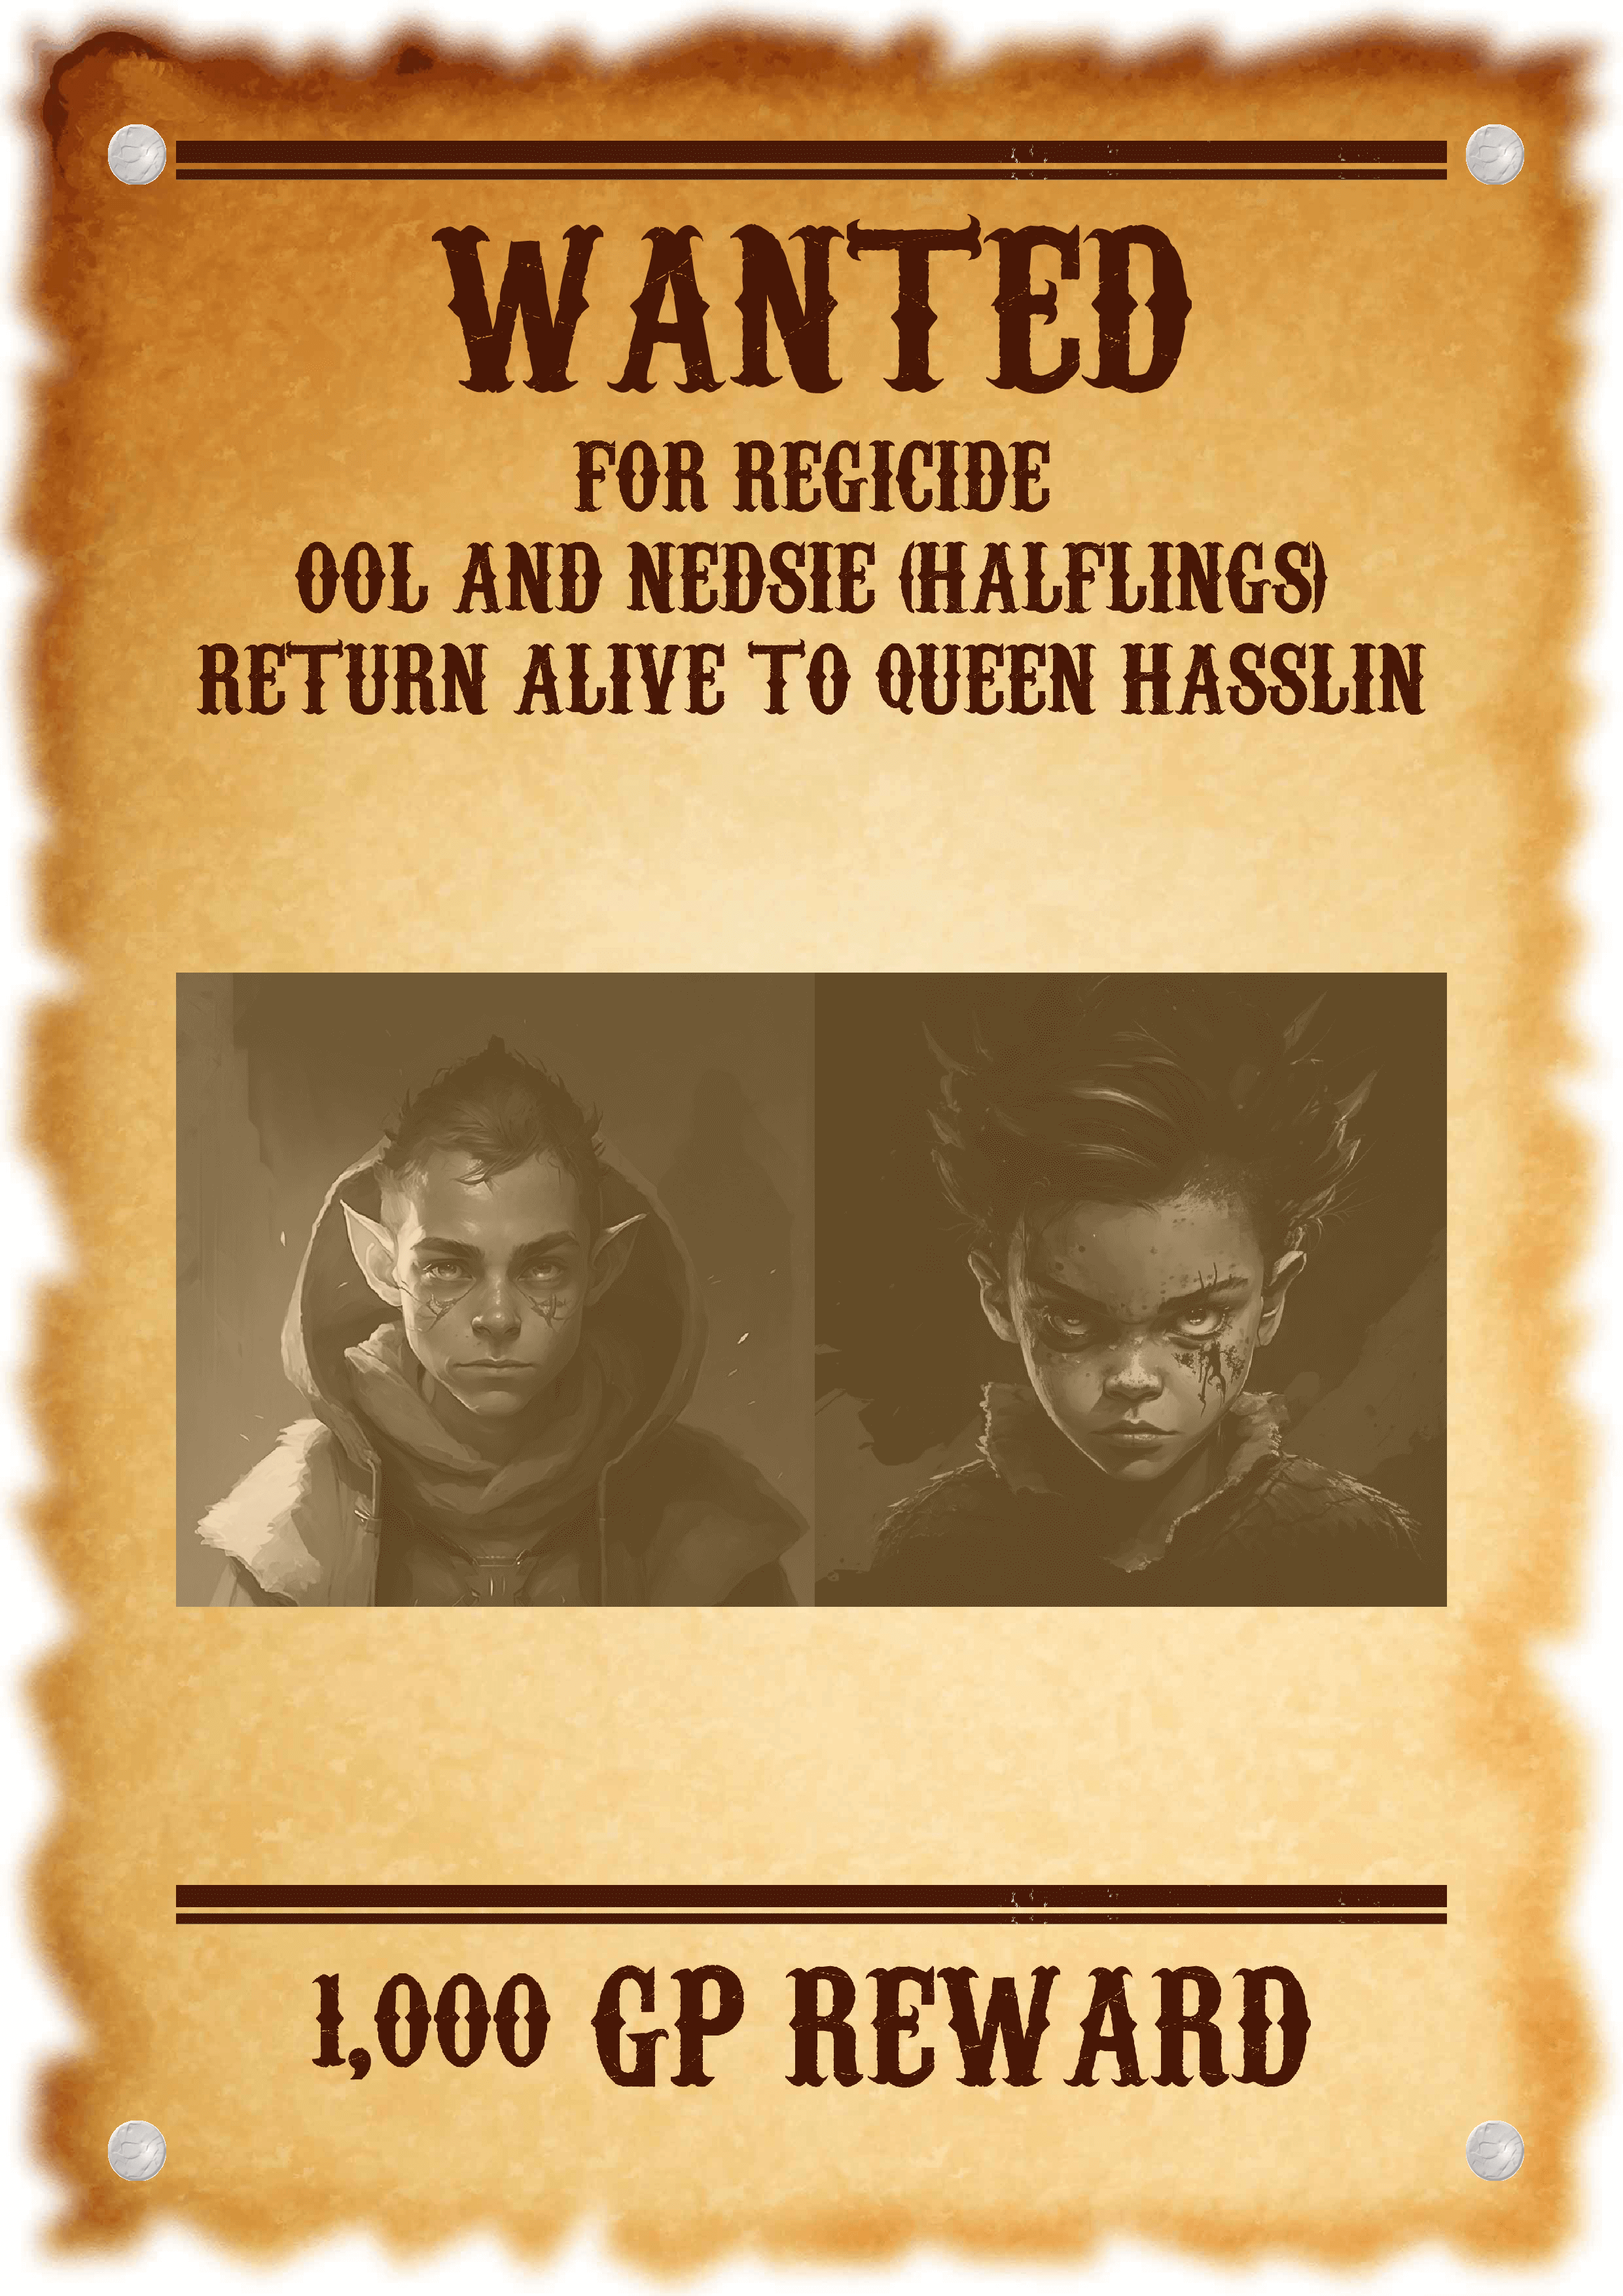 WANTED
FOR REGICIDE
OOL AND NEDSIE (HALFLINGS)
RETURN ALIVE TO QUEEN HASSLIN
1,000 GP REWARD